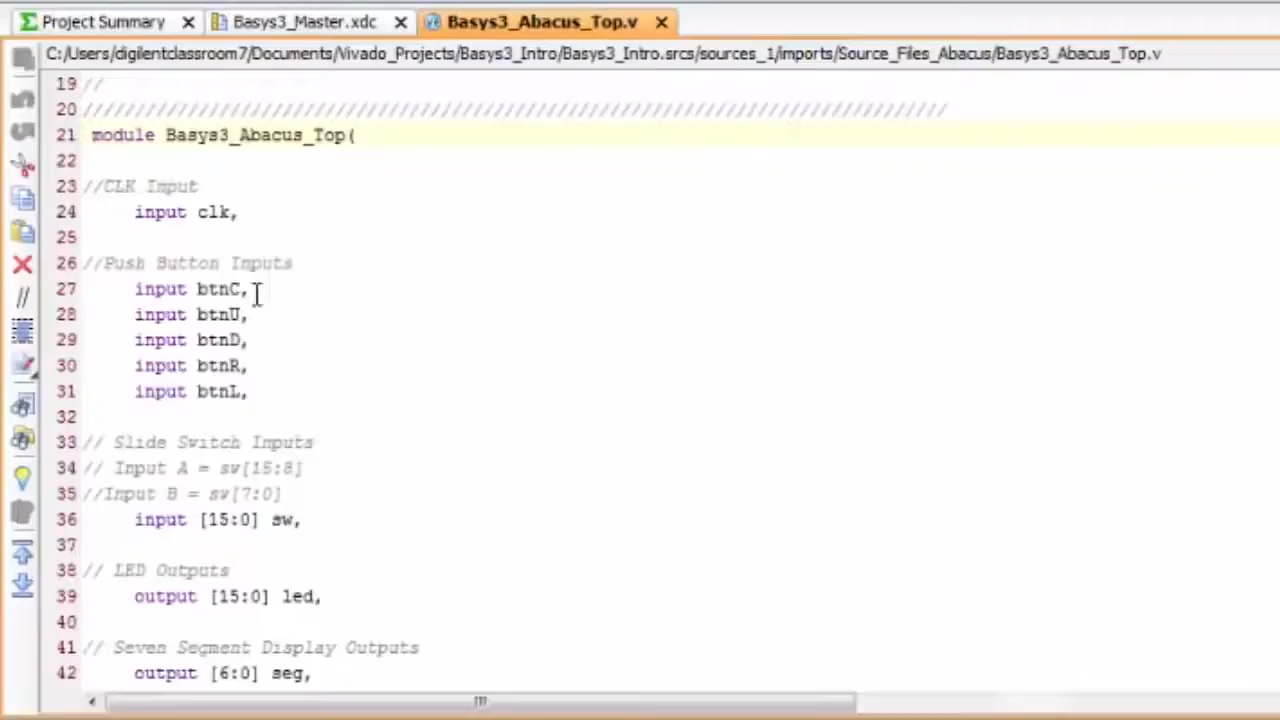 Project Summary × Basys3_Master.xdc × Basys3_Abacus_Top.v ×
C:/Users/digilentclassroom7/Documents/Vivado_Projects/Basys3_Intro/Basys3_Intro.srcs/sources_1/imports/Source_Files_Abacus/Basys3_Abacus_Top.v
19 //
20 //////////////////////////////////////////////////////////////////////////////////
21 module Basys3_Abacus_Top(
22
23 //CLK Input
24 input clk,
25
26 //Push Button Inputs
27 input btnC,
28 input btnU,
29 input btnD,
30 input btnR,
31 input btnL,
32
33 // Slide Switch Inputs
34 // Input A = sw[15:8]
35 //Input B = sw[7:0]
36 input [15:0] sw,
37
38 // LED Outputs
39 output [15:0] led,
40
41 // Seven Segment Display Outputs
42 output [6:0] seg,